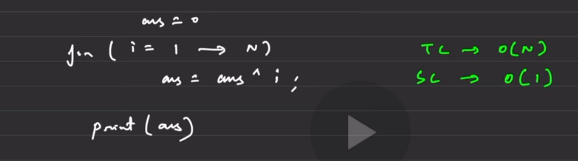 ans = 0
for ( i = 1 → N)
ans = ans ^ i ;
print (ans)
TC → O(N)
SC → O(1)